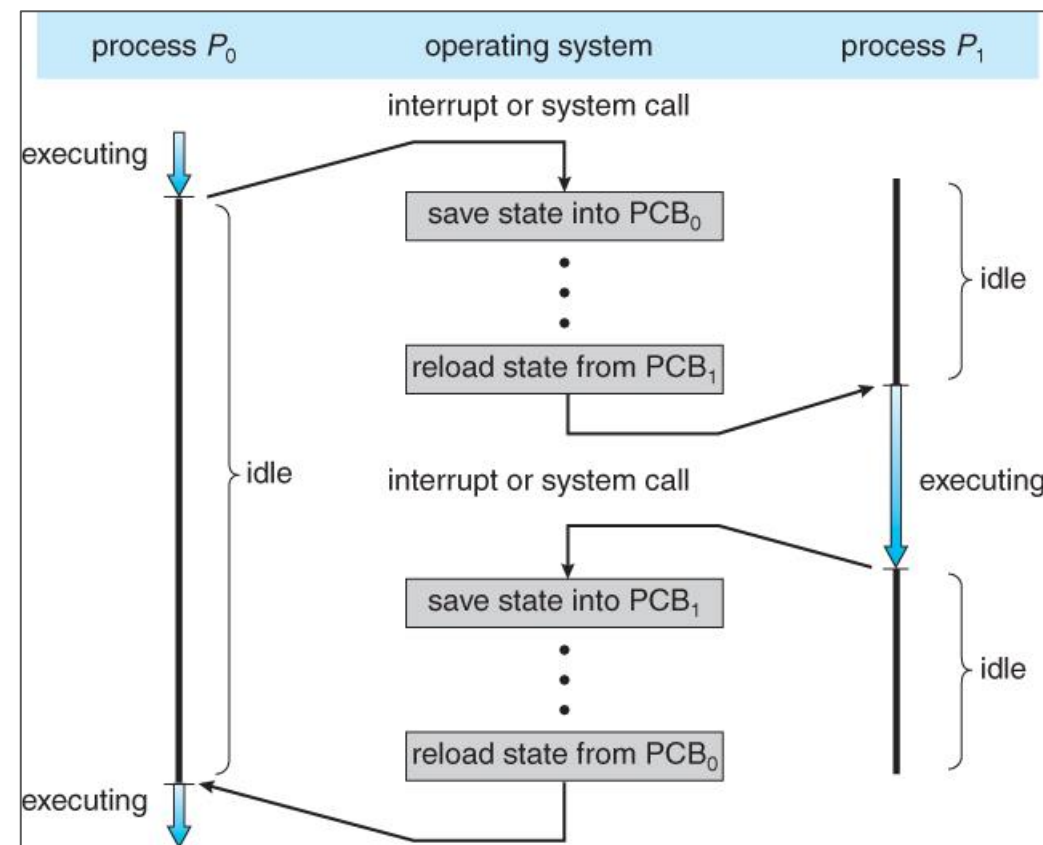 process P₀ operating system process P₁
interrupt or system call
executing
save state into PCB₀
idle
reload state from PCB₁
idle
interrupt or system call
executing
save state into PCB₁
idle
reload state from PCB₀
executing